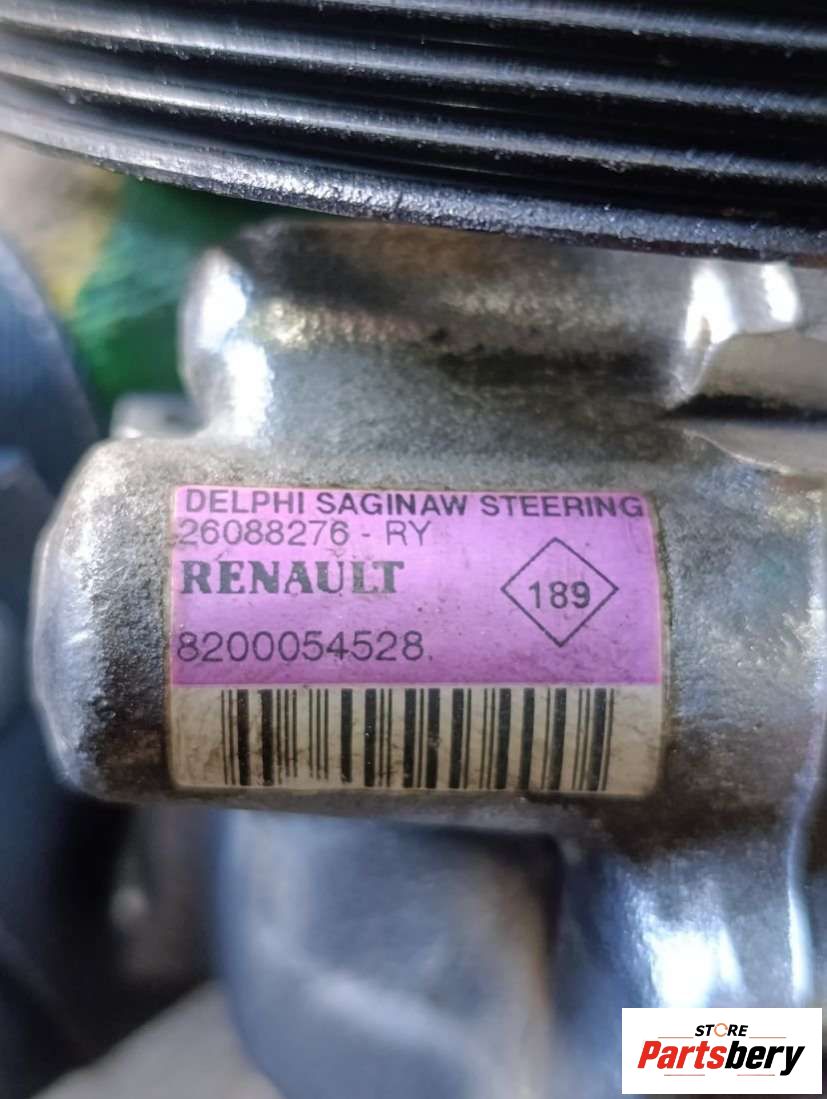 DELPHI SAGINAW STEERING
26088276 - RY
RENAULT
189
8200054528.
STORE
Partsbery